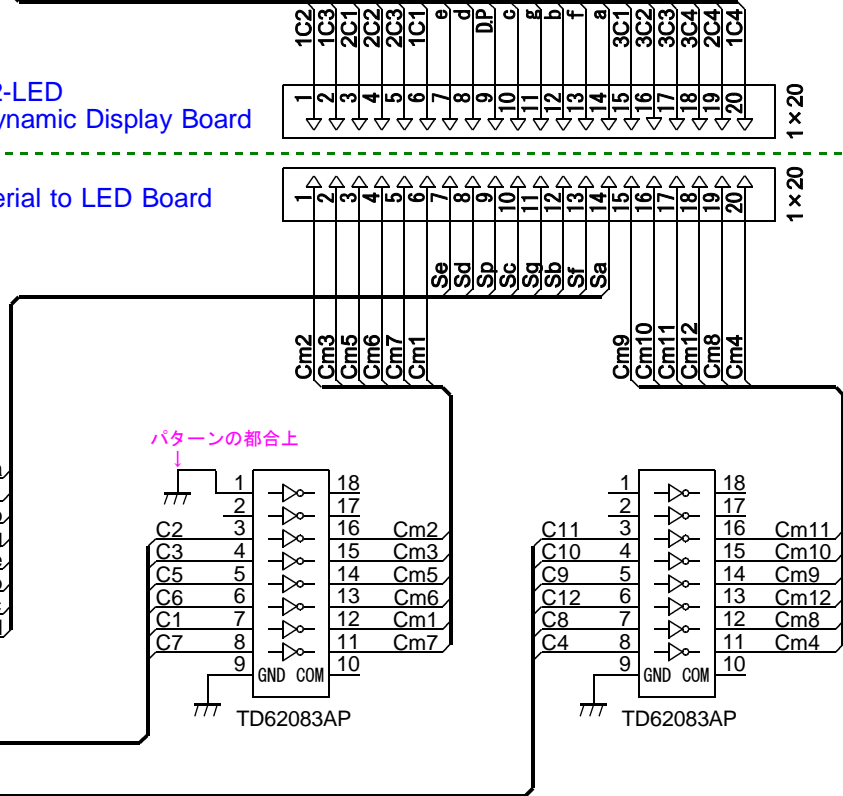 1C2 1C3 2C1 2C2 2C3 1C1 e d D.P c g b f a 3C1 3C2 3C3 3C4 2C4 1C4
-LED
1 2 3 4 5 6 7 8 9 10 11 12 13 14 15 16 17 18 19 20
1×20
ynamic Display Board
erial to LED Board
1 2 3 4 5 6 7 8 9 10 11 12 13 14 15 16 17 18 19 20
1×20
Se Sd Sp Sc Sg Sb Sf Sa
Cm2 Cm3 Cm5 Cm6 Cm7 Cm1
Cm9 Cm10 Cm11 Cm12 Cm8 Cm4
パターンの都合上
↓
1 18
2 17
C2 3 16 Cm2
C3 4 15 Cm3
C5 5 14 Cm5
C6 6 13 Cm6
C1 7 12 Cm1
C7 8 11 Cm7
9 GND COM 10
TD62083AP
1 18
2 17
C11 3 16 Cm11
C10 4 15 Cm10
C9 5 14 Cm9
C12 6 13 Cm12
C8 7 12 Cm8
C4 8 11 Cm4
9 GND COM 10
TD62083AP